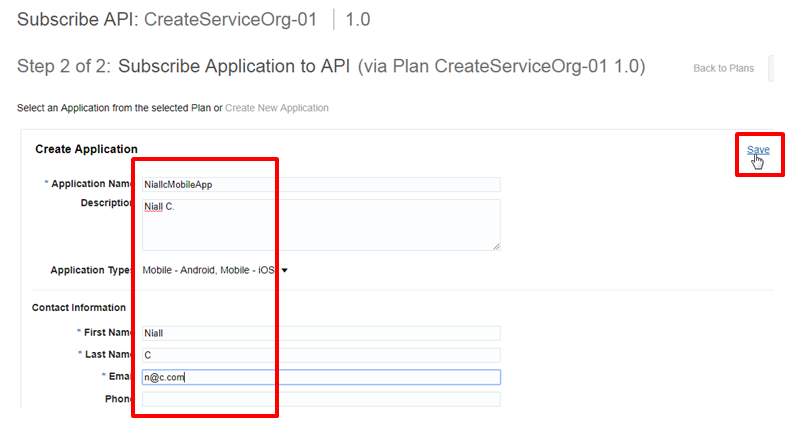 Subscribe API: CreateServiceOrg-01 | 1.0
Step 2 of 2: Subscribe Application to API (via Plan CreateServiceOrg-01 1.0) Back to Plans
Select an Application from the selected Plan or Create New Application
Create Application Save
* Application Name NiallcMobileApp
Description Niall C.
Application Types Mobile - Android, Mobile - iOS
Contact Information
* First Name Niall
* Last Name C
* Email n@c.com
Phone